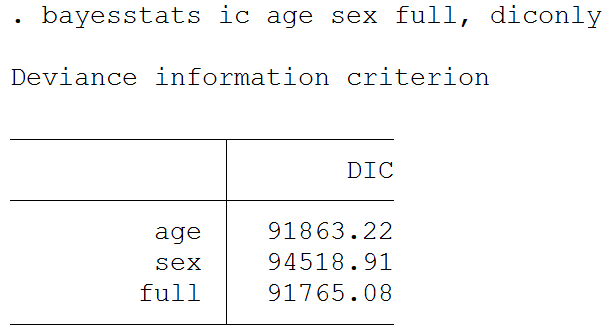 . bayesstats ic age sex full, diconly
Deviance information criterion
DIC
age 91863.22
sex 94518.91
full 91765.08